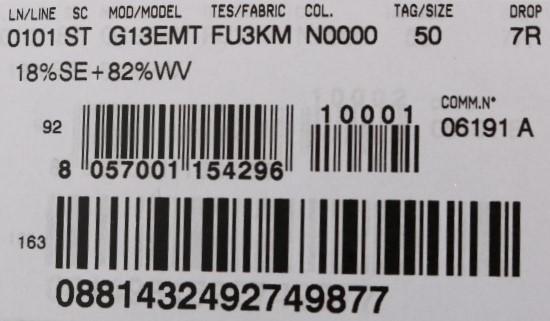 LN/LINE SC MOD/MODEL TES/FABRIC COL. TAG/SIZE DROP
0101 ST G13EMT FU3KM N0000 50 7R
18%SE+82%WV
10001
COMM.N°
92
06191 A
8 057001 154296
163
0881432492749877